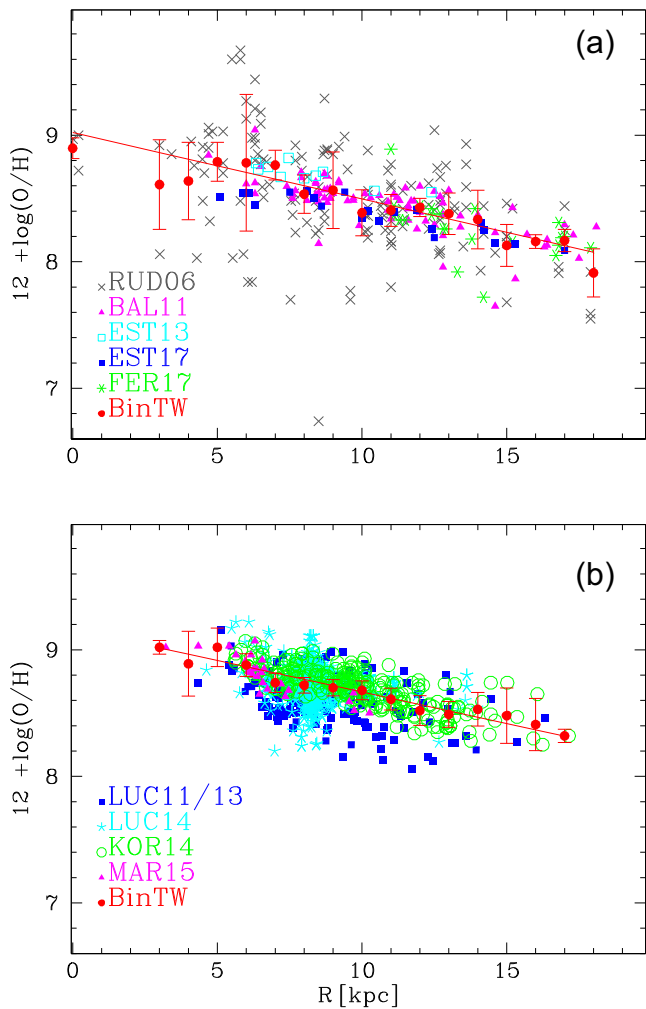 (a)
9
8
7
12 +log(O/H)
RUD06
BAL11
EST13
EST17
FER17
BinTW
0
5
10
15
(b)
9
8
7
12 +log(O/H)
LUC11/13
LUC14
KOR14
MAR15
BinTW
0
5
10
15
R[kpc]